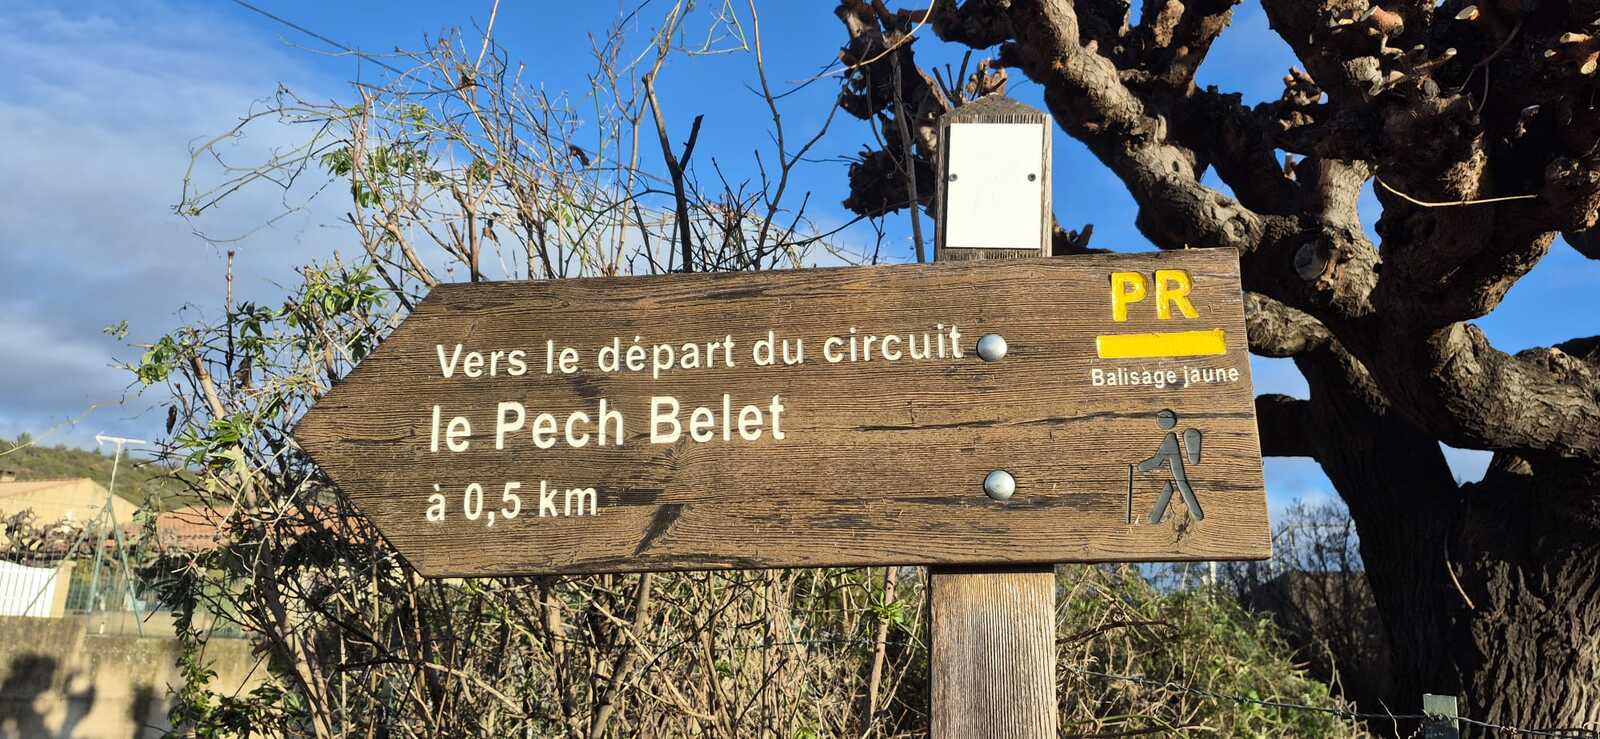 Vers le départ du circuit
le Pech Belet
à 0,5 km
PR
Balisage jaune